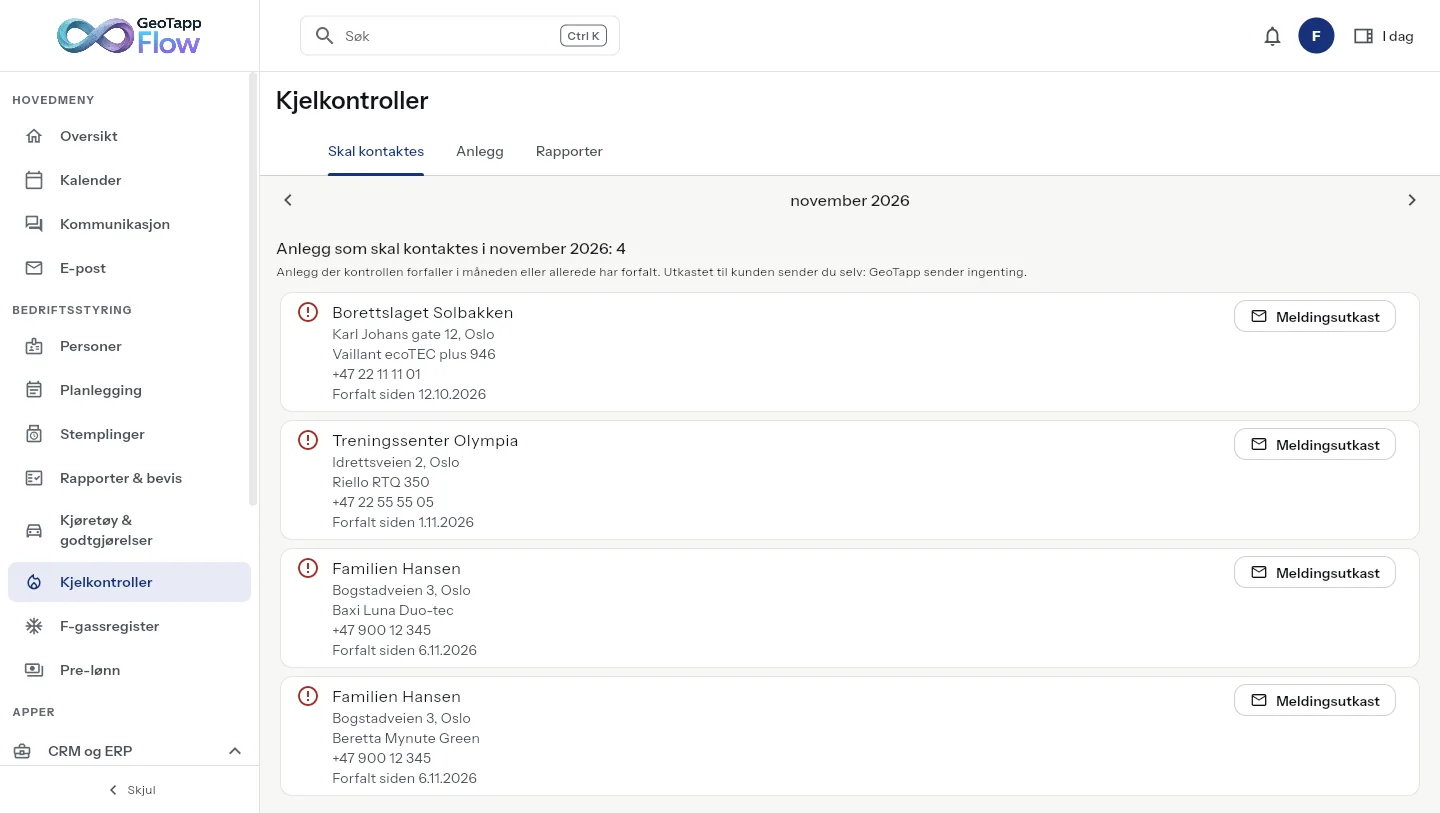 GeoTapp
Flow
Søk
Ctrl K
F
I dag
HOVEDMENY
Oversikt
Kalender
Kommunikasjon
E-post
BEDRIFTSSTYRING
Personer
Planlegging
Stemplinger
Rapporter & bevis
Kjøretøy &
godtgjørelser
Kjelkontroller
F-gassregister
Pre-lønn
APPER
CRM og ERP
Skjul
Kjelkontroller
Skal kontaktes
Anlegg
Rapporter
november 2026
Anlegg som skal kontaktes i november 2026: 4
Anlegg der kontrollen forfaller i måneden eller allerede har forfalt. Utkastet til kunden sender du selv: GeoTapp sender ingenting.
Borettslaget Solbakken
Meldingsutkast
Karl Johans gate 12, Oslo
Vaillant ecoTEC plus 946
+47 22 11 11 01
Forfalt siden 12.10.2026
Treningssenter Olympia
Meldingsutkast
Idrettsveien 2, Oslo
Riello RTQ 350
+47 22 55 55 05
Forfalt siden 1.11.2026
Familien Hansen
Meldingsutkast
Bogstadveien 3, Oslo
Baxi Luna Duo-tec
+47 900 12 345
Forfalt siden 6.11.2026
Familien Hansen
Meldingsutkast
Bogstadveien 3, Oslo
Beretta Mynute Green
+47 900 12 345
Forfalt siden 6.11.2026